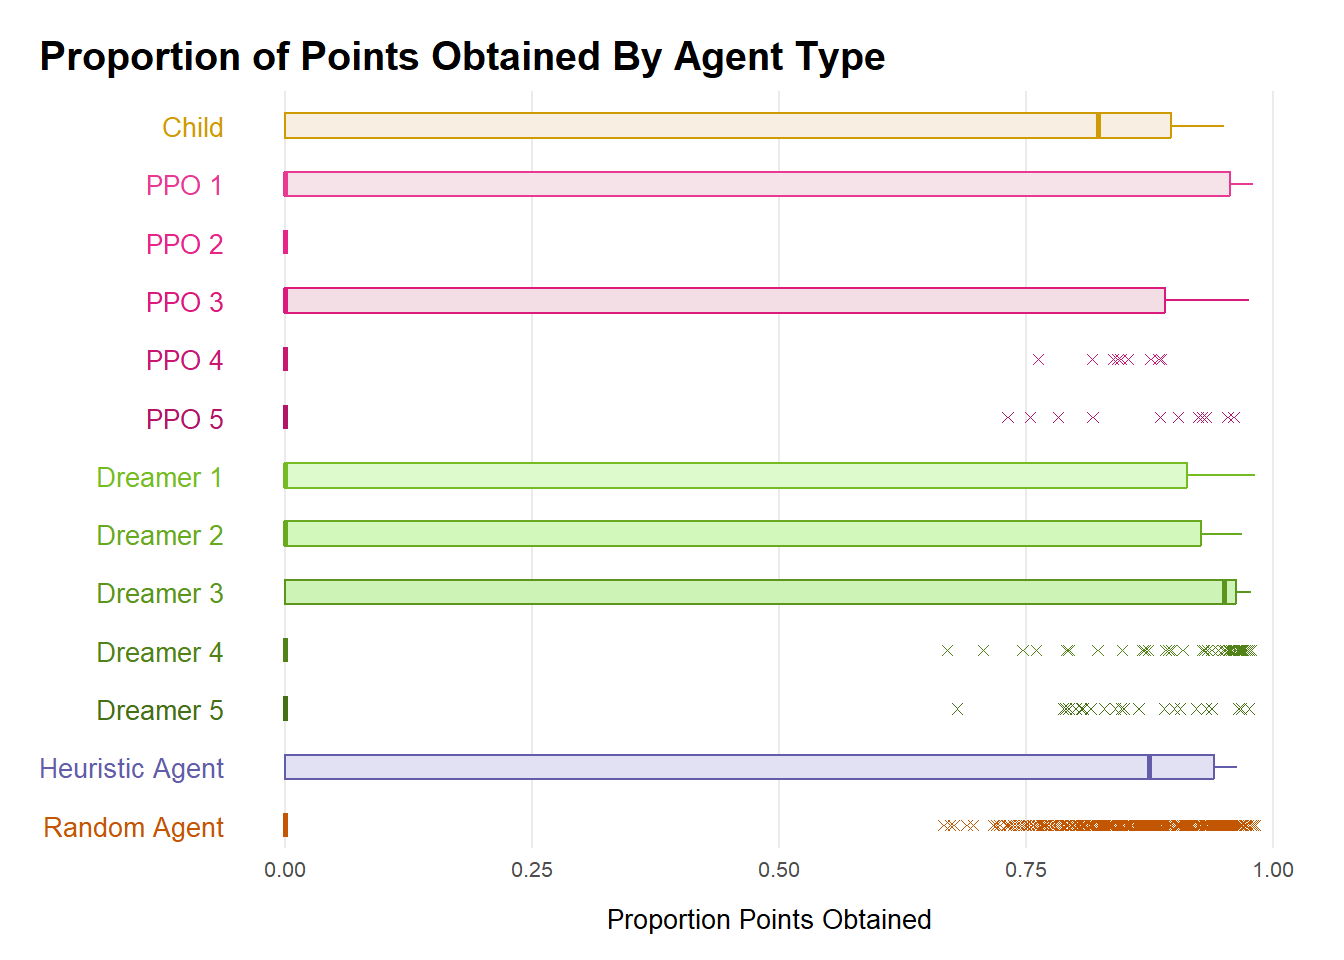 Proportion of Points Obtained By Agent Type
Child
PPO 1
PPO 2
PPO 3
PPO 4
PPO 5
Dreamer 1
Dreamer 2
Dreamer 3
Dreamer 4
Dreamer 5
Heuristic Agent
Random Agent
0.00 0.25 0.50 0.75 1.00
Proportion Points Obtained